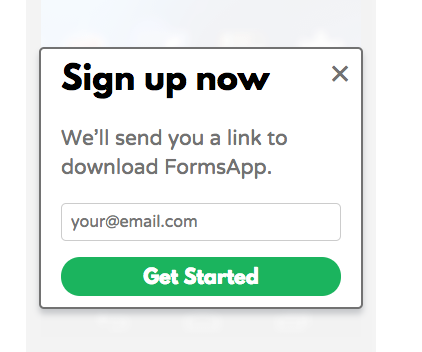 Sign up now
We'll send you a link to
download FormsApp.
your@email.com
Get Started